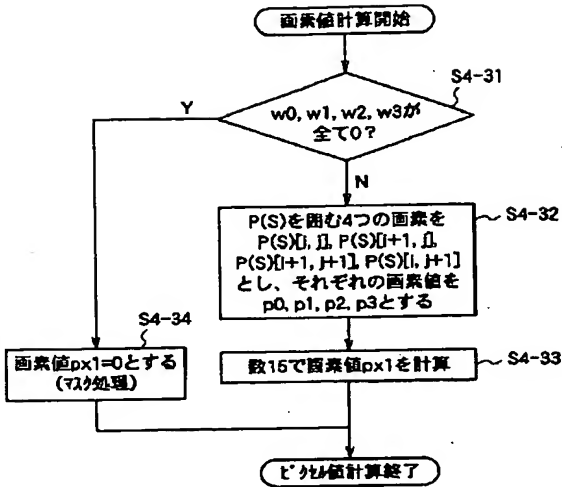 画素値計算開始
S4-31
Y
w0, w1, w2, w3が
全て0?
N
P(S)を囲む4つの画素を
P(S)[i, j], P(S)[i+1, j],
P(S)[i+1, j+1], P(S)[i, j+1]
とし、それぞれの画素値を
p0, p1, p2, p3とする
S4-32
S4-34
画素値px1=0とする
(マスク処理)
数15で画素値px1を計算
S4-33
ピクセル値計算終了